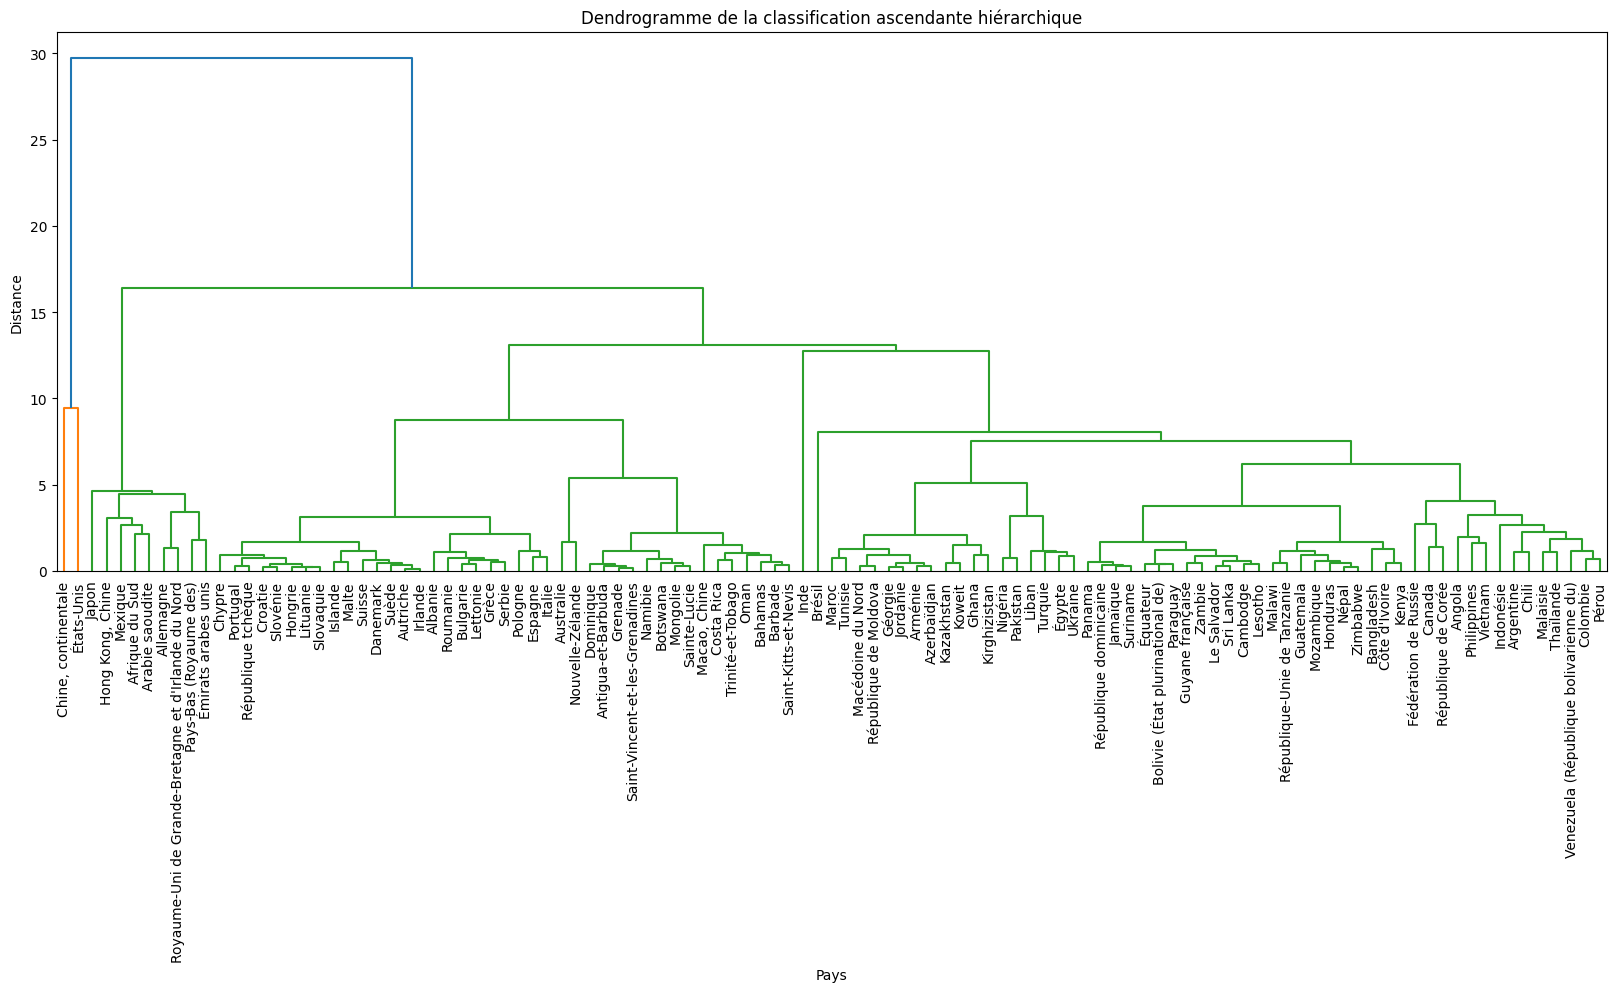 Dendrogramme de la classification ascendante hiérarchique
Distance
30
25
20
15
10
5
0
Chine, continentale
États-Unis
Japon
Hong Kong, Chine
Mexique
Afrique du Sud
Arabie saoudite
Allemagne
Royaume-Uni de Grande-Bretagne et d'Irlande du Nord
Pays-Bas (Royaume des)
Émirats arabes unis
Chypre
Portugal
République tchèque
Croatie
Slovénie
Hongrie
Lituanie
Slovaquie
Islande
Malte
Suisse
Danemark
Suède
Autriche
Irlande
Albanie
Roumanie
Bulgarie
Lettonie
Grèce
Serbie
Pologne
Espagne
Italie
Australie
Nouvelle-Zélande
Dominique
Antigua-et-Barbuda
Grenade
Saint-Vincent-et-les-Grenadines
Namibie
Botswana
Mongolie
Sainte-Lucie
Macao, Chine
Costa Rica
Trinité-et-Tobago
Oman
Bahamas
Barbade
Saint-Kitts-et-Nevis
Inde
Brésil
Maroc
Tunisie
Macédoine du Nord
République de Moldova
Géorgie
Jordanie
Arménie
Azerbaïdjan
Kazakhstan
Koweït
Ghana
Kirghizistan
Nigéria
Pakistan
Liban
Turquie
Égypte
Ukraine
Panama
République dominicaine
Jamaïque
Suriname
Équateur
Bolivie (État plurinational de)
Paraguay
Guyane française
Zambie
Le Salvador
Sri Lanka
Cambodge
Lesotho
Malawi
République-Unie de Tanzanie
Guatemala
Mozambique
Honduras
Népal
Zimbabwe
Bangladesh
Côte d'Ivoire
Kenya
Fédération de Russie
Canada
République de Corée
Angola
Philippines
Viêtnam
Indonésie
Argentine
Chili
Malaisie
Thaïlande
Venezuela (République bolivarienne du)
Colombie
Pérou
Pays